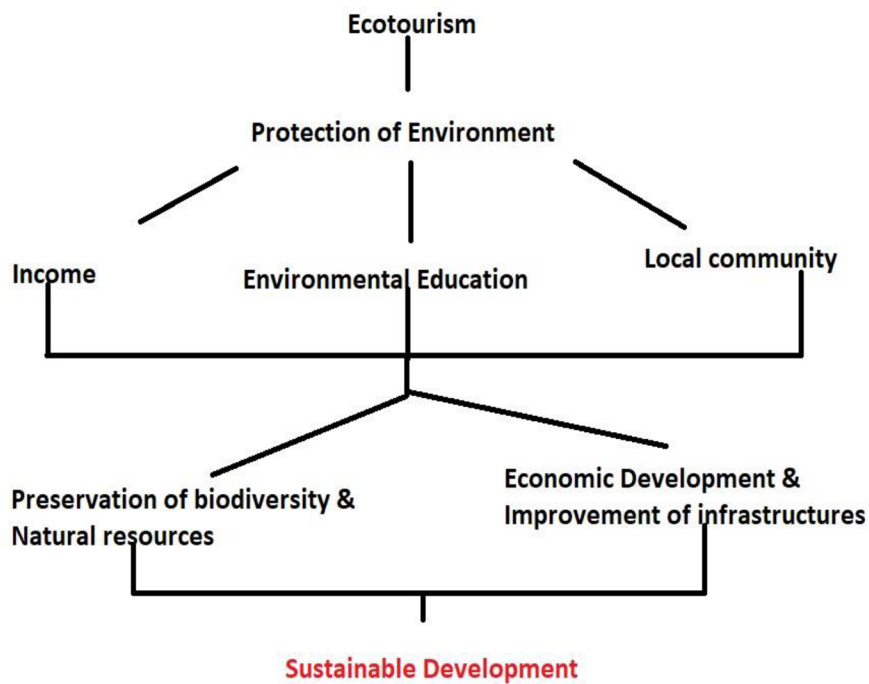 Ecotourism
Protection of Environment
Income
Environmental Education
Local community
Preservation of biodiversity &
Natural resources
Economic Development &
Improvement of infrastructures
Sustainable Development